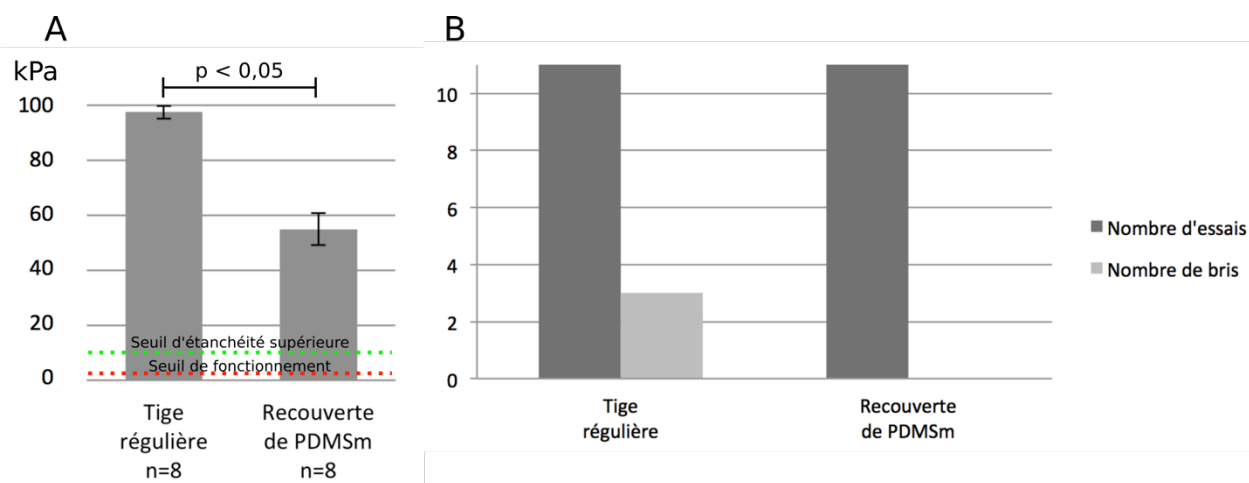 A
kPa
p < 0,05
100
80
60
40
20
Seuil d'étanchéité supérieure
Seuil de fonctionnement
0
Tige
régulière
n=8
Recouverte
de PDMSm
n=8
B
10
8
6
4
2
0
Tige
régulière
Recouverte
de PDMSm
Nombre d'essais
Nombre de bris